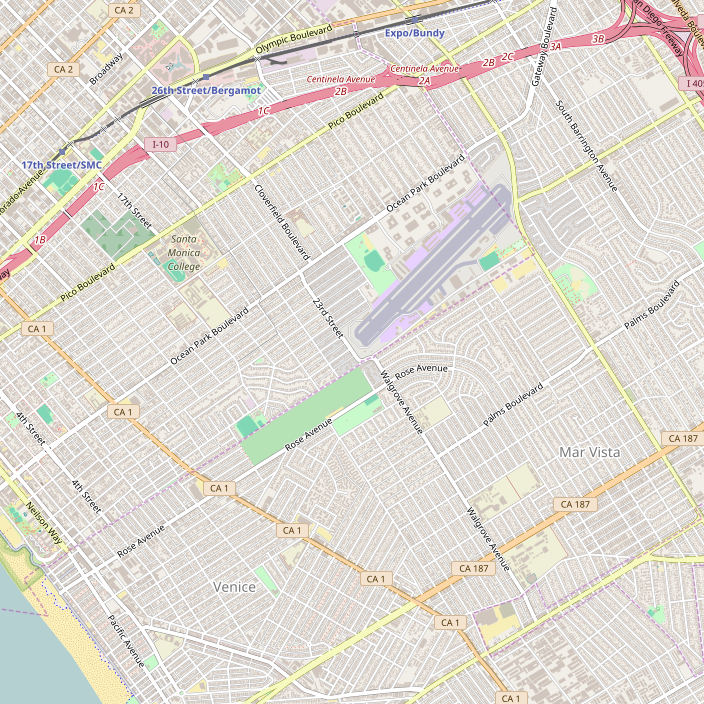 CA 2
Expo/Bundy
Olympic Boulevard
San Diego Freeway
Sepulveda Boulevard
3B
3A
2C
2B
Gateway Boulevard
CA 2
Broadway
Centinela Avenue
Centinela Avenue
2A
26th Street/Bergamot
2B
1C
I 405
Pico Boulevard
I-10
South Barrington Avenue
17th Street/SMC
1C
Ocean Park Boulevard
17th Street
Cloverfield Boulevard
1B
Santa
Monica
College
Pico Boulevard
Palms Boulevard
23rd Street
CA 1
Ocean Park Boulevard
Rose Avenue
Walgrove Avenue
Palms Boulevard
CA 1
4th Street
Rose Avenue
CA 187
Mar Vista
4th Street
CA 1
CA 187
Neilson Way
Rose Avenue
CA 1
Walgrove Avenue
CA 187
CA 1
Venice
CA 1
Pacific Avenue
CA 1